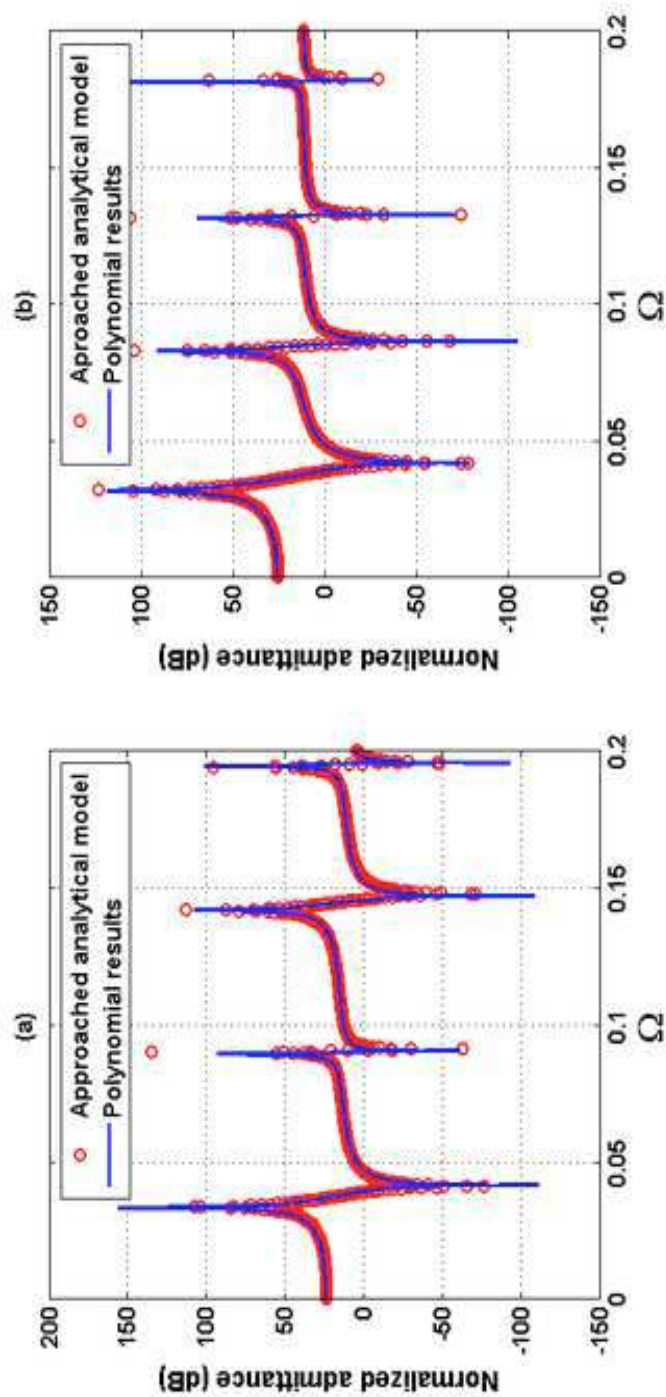 (a)
200
150
100
50
0
-50
-100
-150
Normalized admittance (dB)
Approached analytical model
Polynomial results
0
0.05
0.1
0.15
0.2
Ω
(b)
150
100
50
0
-50
-100
-150
Normalized admittance (dB)
Aproached analytical model
Polynomial results
0
0.05
0.1
0.15
0.2
Ω